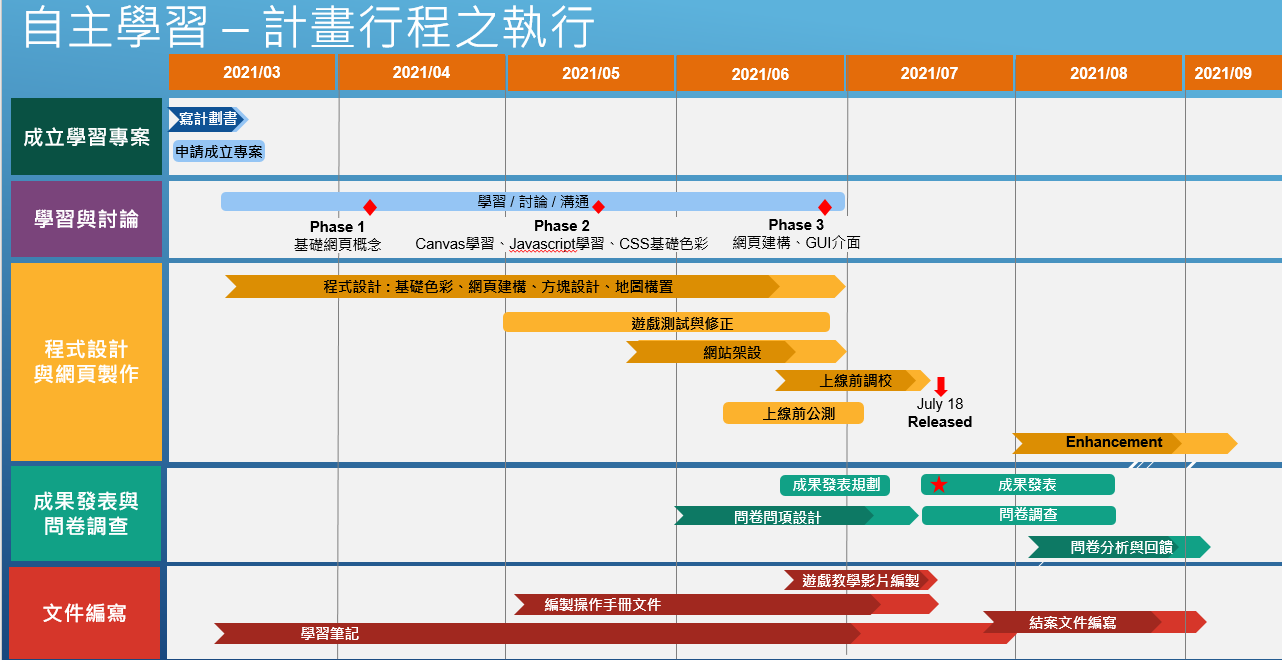 自主學習 – 計畫行程之執行
2021/03
2021/04
2021/05
2021/06
2021/07
2021/08
2021/09
成立學習專案
寫計劃書
申請成立專案
學習與討論
學習 / 討論 / 溝通
Phase 1
基礎網頁概念
Phase 2
Canvas學習、Javascript學習、CSS基礎色彩
Phase 3
網頁建構、GUI介面
程式設計
與網頁製作
程式設計 : 基礎色彩、網頁建構、方塊設計、地圖構置
遊戲測試與修正
網站架設
上線前調校
上線前公測
July 18
Released
Enhancement
成果發表與
問卷調查
成果發表規劃
成果發表
問卷問項設計
問卷調查
問卷分析與回饋
文件編寫
遊戲教學影片編製
編製操作手冊文件
結案文件編寫
學習筆記